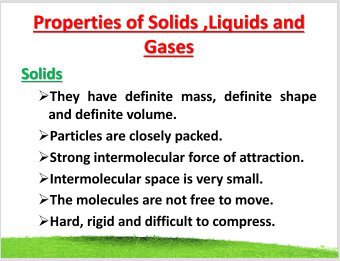 Properties of Solids ,Liquids and
Gases
Solids
➢They have definite mass, definite shape
and definite volume.
➢Particles are closely packed.
➢Strong intermolecular force of attraction.
➢Intermolecular space is very small.
➢The molecules are not free to move.
➢Hard, rigid and difficult to compress.